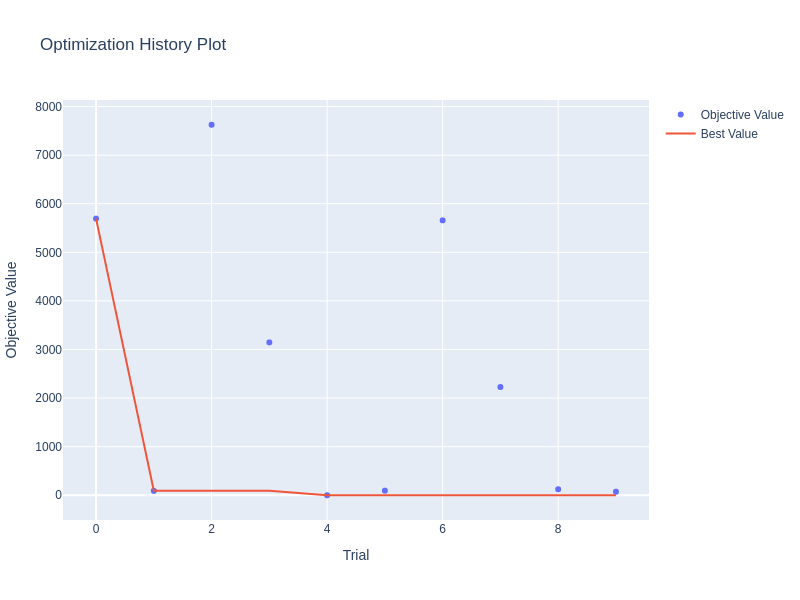 Optimization History Plot
Objective Value
Best Value
8000
7000
6000
5000
4000
3000
2000
1000
0
Objective Value
0 2 4 6 8
Trial